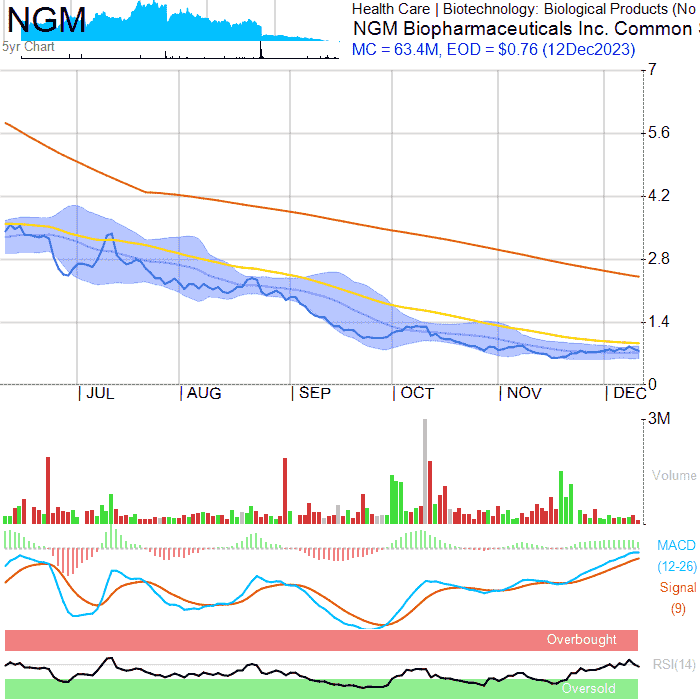 NGM
5yr Chart
Health Care | Biotechnology: Biological Products (No
NGM Biopharmaceuticals Inc. Common
MC = 63.4M, EOD = $0.76 (12Dec2023)
7
5.6
4.2
2.8
1.4
0
| JUL | AUG | SEP | OCT | NOV | DEC
3M
Volume
MACD
(12-26)
Signal
(9)
Overbought
RSI(14)
Oversold